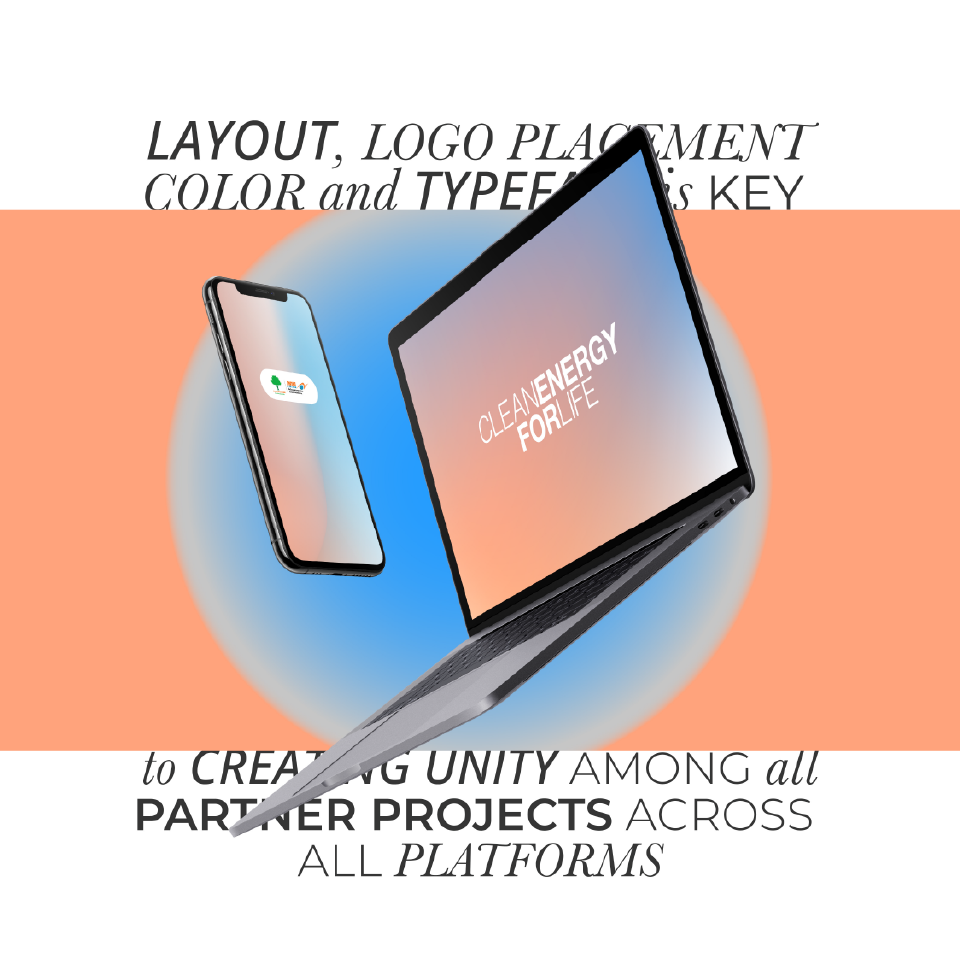 LAYOUT, LOGO PLACEMENT
COLOR and TYPEFACE is KEY
CLEANENERGY
FORLIFE
to CREATING UNITY AMONG all
PARTNER PROJECTS ACROSS
ALL PLATFORMS